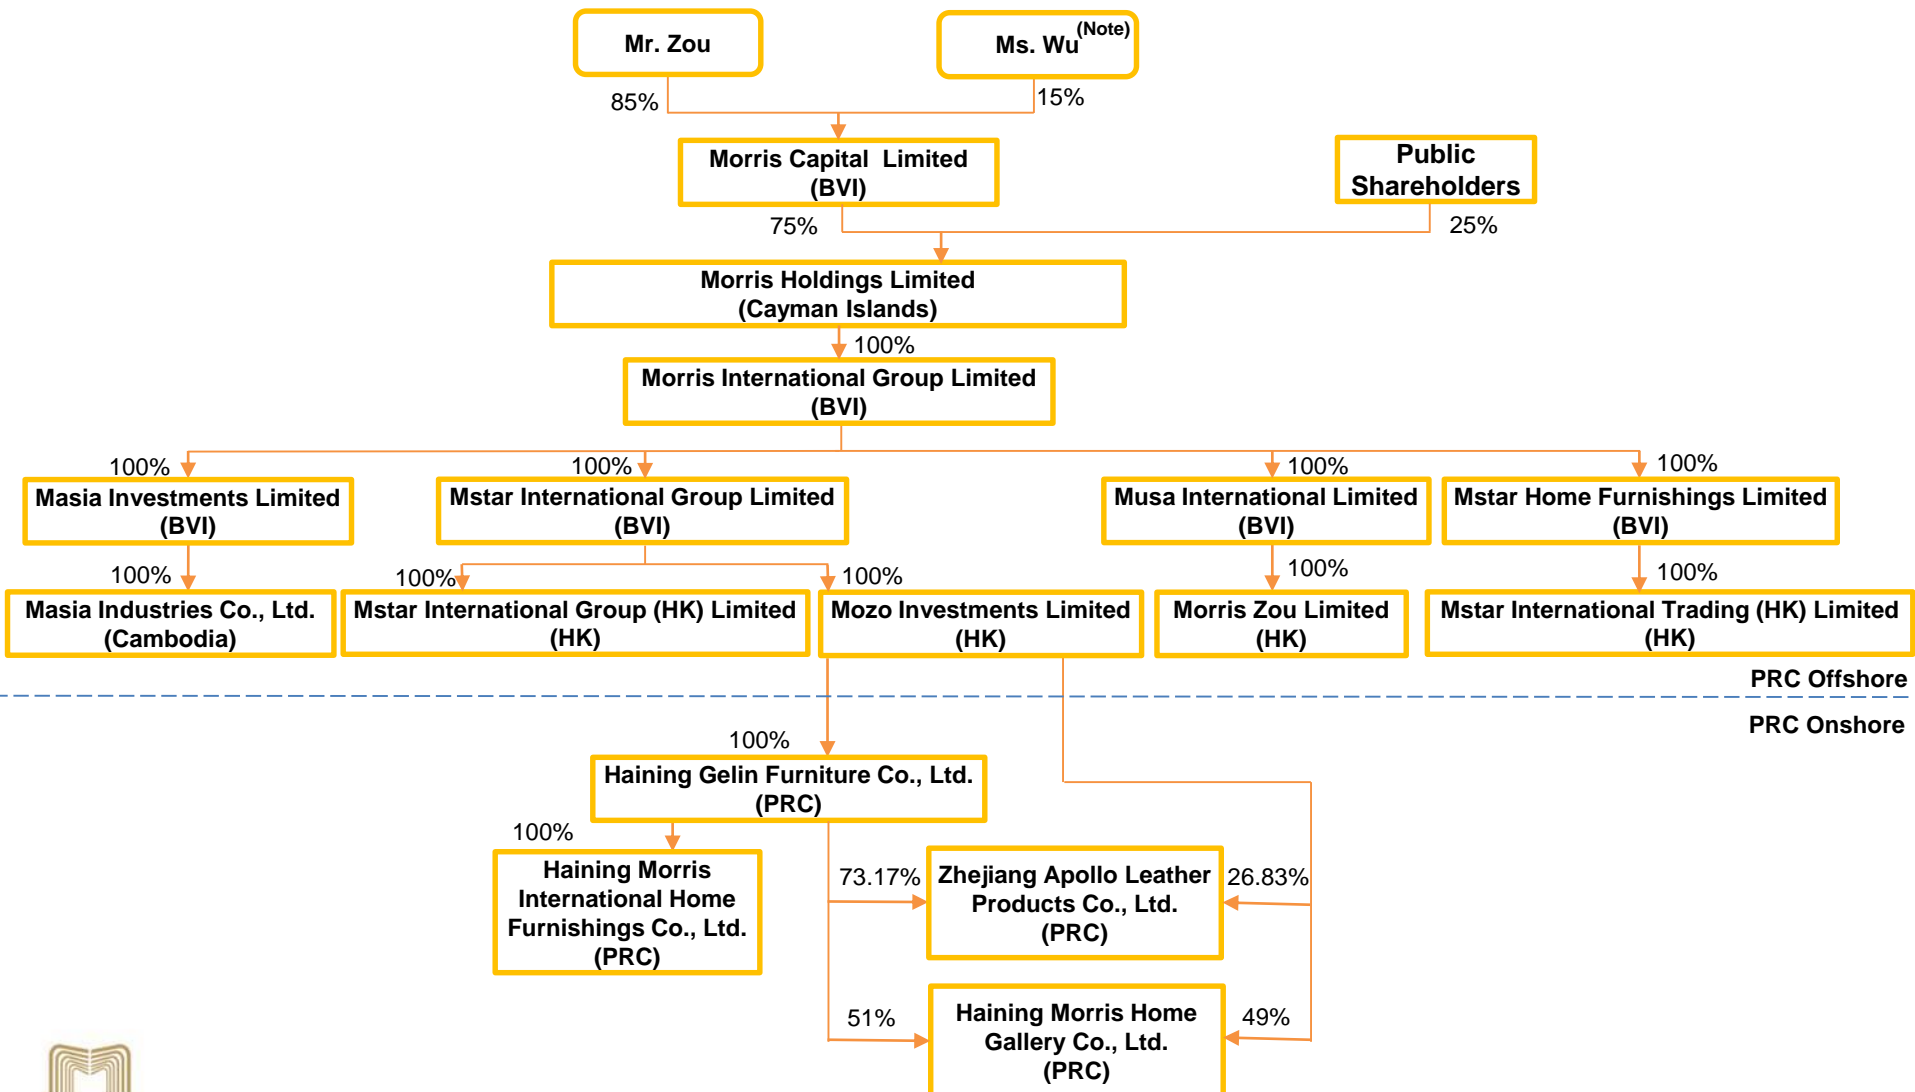 Mr. Zou
Ms. Wu(Note)
85%
15%
Morris Capital Limited
(BVI)
Public
Shareholders
75%
25%
Morris Holdings Limited
(Cayman Islands)
100%
Morris International Group Limited
(BVI)
100%
100%
100%
100%
Masia Investments Limited
(BVI)
Mstar International Group Limited
(BVI)
Musa International Limited
(BVI)
Mstar Home Furnishings Limited
(BVI)
100%
100%
100%
100%
100%
Masia Industries Co., Ltd.
(Cambodia)
Mstar International Group (HK) Limited
(HK)
Mozo Investments Limited
(HK)
Morris Zou Limited
(HK)
Mstar International Trading (HK) Limited
(HK)
PRC Offshore
PRC Onshore
100%
Haining Gelin Furniture Co., Ltd.
(PRC)
100%
Haining Morris
International Home
Furnishings Co., Ltd.
(PRC)
73.17%
Zhejiang Apollo Leather
Products Co., Ltd.
(PRC)
26.83%
51%
Haining Morris Home
Gallery Co., Ltd.
(PRC)
49%